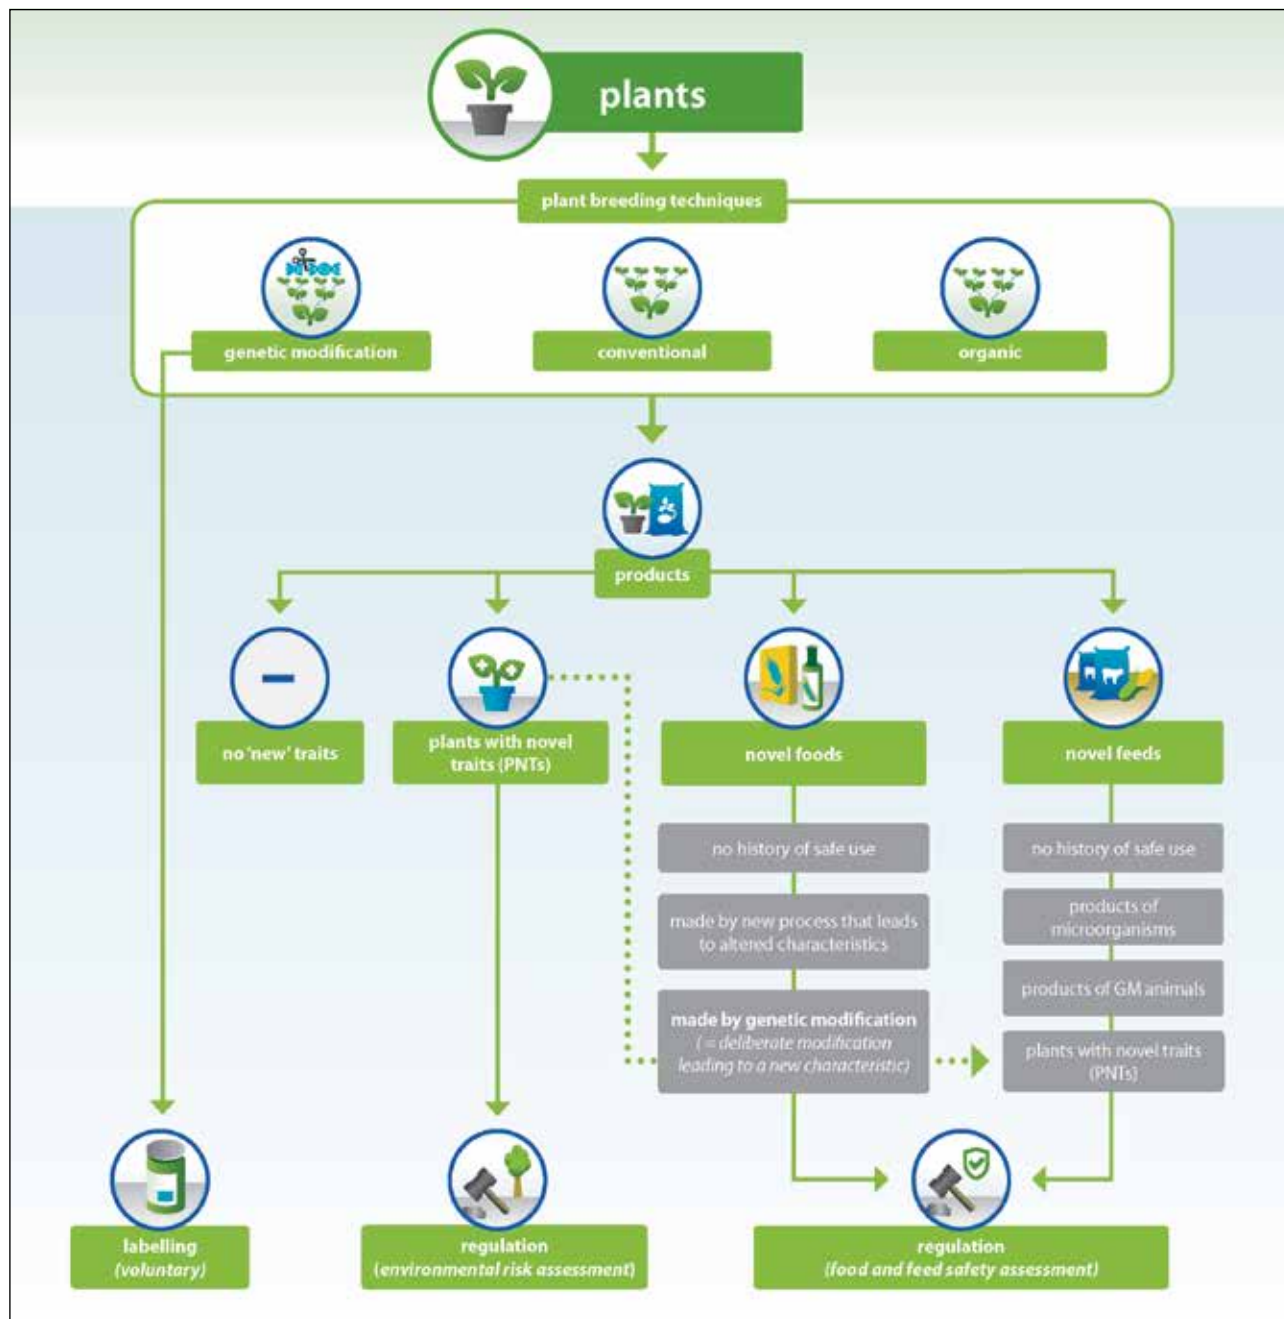 plants
plant breeding techniques
genetic modification
conventional
organic
products
no 'new' traits
plants with novel
traits (PNTs)
novel foods
novel feeds
no history of safe use
made by new process that leads
to altered characteristics
made by genetic modification
( = deliberate modification
leading to a new characteristic)
no history of safe use
products of
microorganisms
products of GM animals
plants with novel traits
(PNTs)
labelling
(voluntary)
regulation
(environmental risk assessment)
regulation
(food and feed safety assessment)